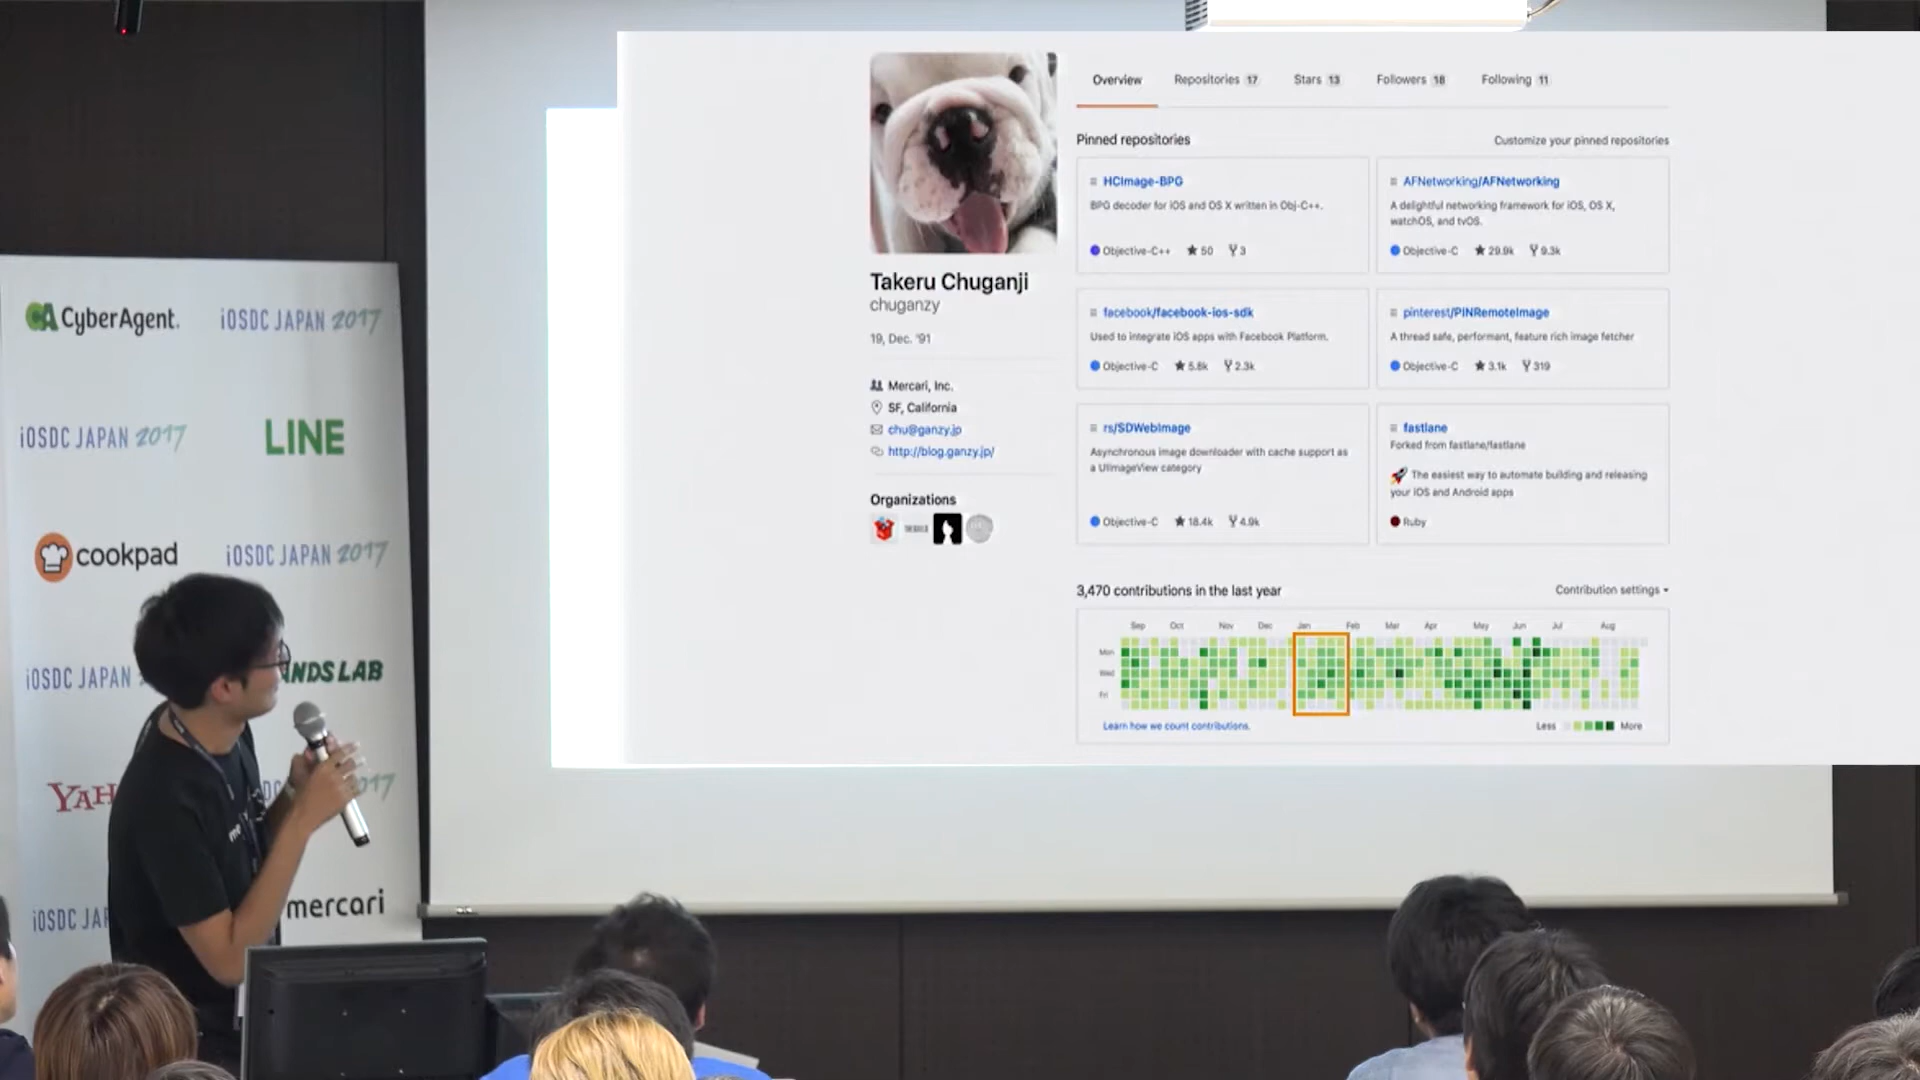 CyberAgent.
iOSDC JAPAN 2017
iOSDC JAPAN 2017
LINE
cookpad
iOSDC JAPAN 2017
iOSDC JAPAN
NDS LAB
YAH
2017
iOSDC JAP
mercari
Takeru Chuganji
chuganzy
19, Dec. '91
Mercari, Inc.
SF, California
chu@ganzy.jp
http://blog.ganzy.jp/
Organizations
Overview
Repositories 17
Stars 13
Followers 18
Following 11
Pinned repositories
Customize your pinned repositories
HCImage-BPG
BPG decoder for iOS and OS X written in Obj-C++.
Objective-C++ 50 3
AFNetworking/AFNetworking
A delightful networking framework for iOS, OS X,
watchOS, and tvOS.
Objective-C 29.9k 9.3k
facebook/facebook-ios-sdk
Used to integrate iOS apps with Facebook Platform.
Objective-C 5.8k 2.3k
pinterest/PINRemoteImage
A thread safe, performant, feature rich image fetcher
Objective-C 3.1k 319
rs/SDWebImage
Asynchronous image downloader with cache support as
a UIImageView category
Objective-C 18.4k 4.9k
fastlane
Forked from fastlane/fastlane
The easiest way to automate building and releasing
your iOS and Android apps
Ruby
3,470 contributions in the last year
Contribution settings
Sep Oct Nov Dec Jan Feb Mar Apr May Jun Jul Aug
Mon
Wed
Fri
Learn how we count contributions.
Less More